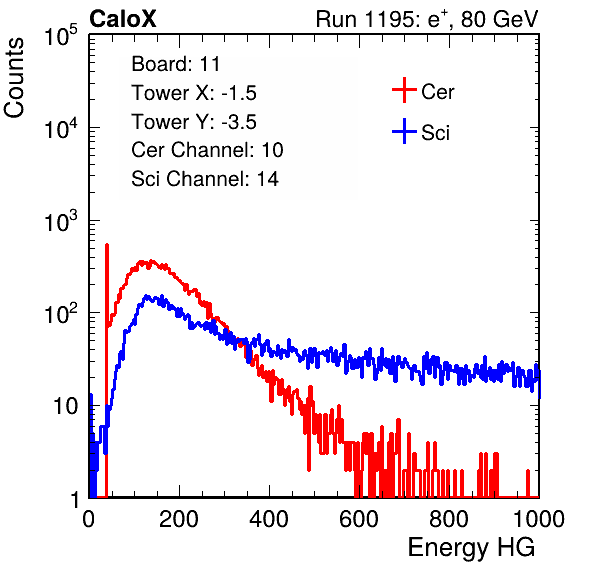 CaloX
Run 1195: e⁺, 80 GeV
Counts
10⁵
10⁴
10³
10²
10
1
Board: 11
Tower X: -1.5
Tower Y: -3.5
Cer Channel: 10
Sci Channel: 14
Cer
Sci
0 200 400 600 800 1000
Energy HG